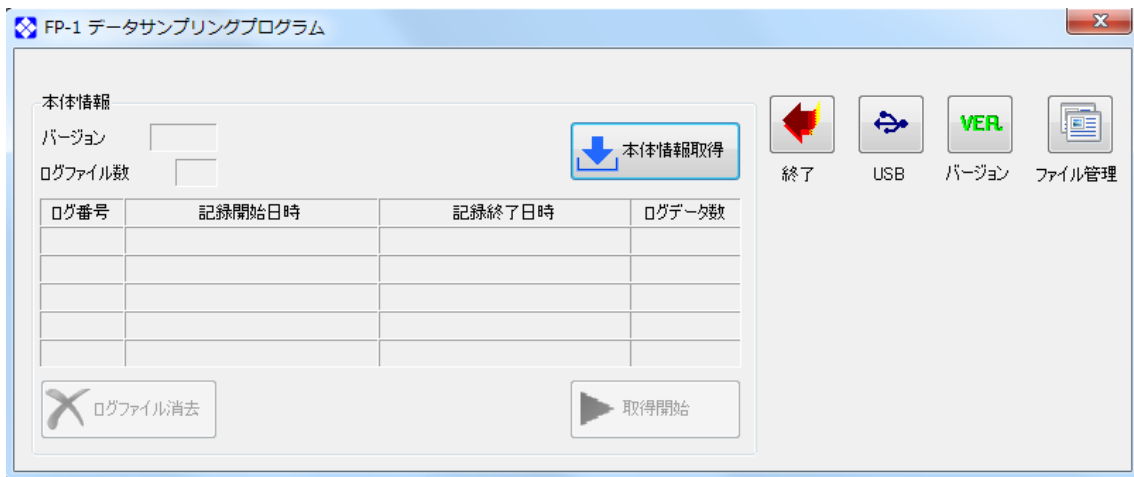 FP-1 データサンプリングプログラム
本体情報
バージョン
本体情報取得
ログファイル数
ログ番号 記録開始日時 記録終了日時 ログデータ数
ログファイル消去
取得開始
VER.
終了 USB バージョン ファイル管理